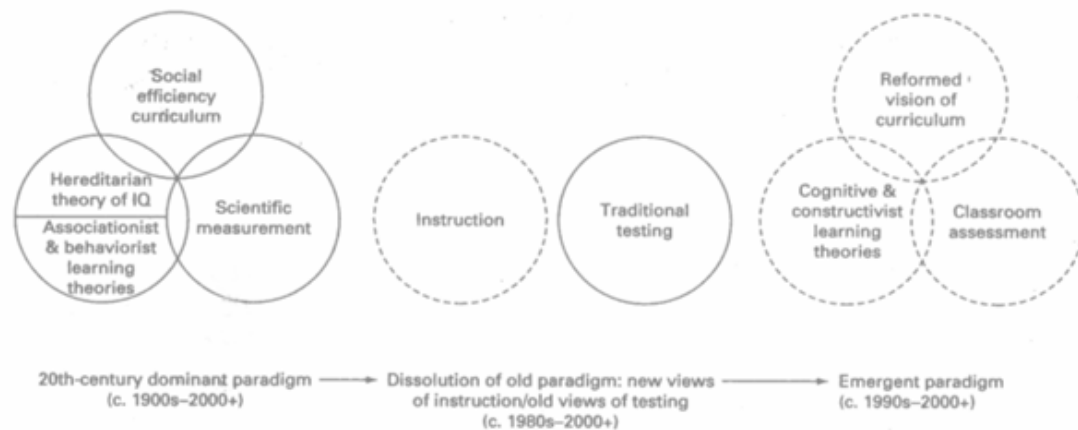 Social
efficiency
curriculum
Hereditarian
theory of IQ
Associationist
& behaviorist
learning
theories
Scientific
measurement
Instruction
Traditional
testing
Reformed
vision of
curriculum
Cognitive &
constructivist
learning
theories
Classroom
assessment
20th-century dominant paradigm
(c. 1900s–2000+)
Dissolution of old paradigm: new views
of instruction/old views of testing
(c. 1980s–2000+)
Emergent paradigm
(c. 1990s–2000+)